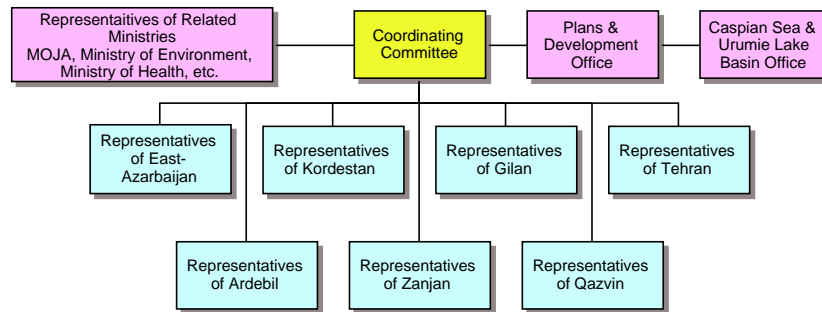 Representaitives of Related
Ministries
MOJA, Ministry of Environment,
Ministry of Health, etc.
Coordinating
Committee
Plans &
Development
Office
Caspian Sea &
Urumie Lake
Basin Office
Representatives
of East-
Azarbaijan
Representatives
of Kordestan
Representatives
of Gilan
Representatives
of Tehran
Representatives
of Ardebil
Representatives
of Zanjan
Representatives
of Qazvin